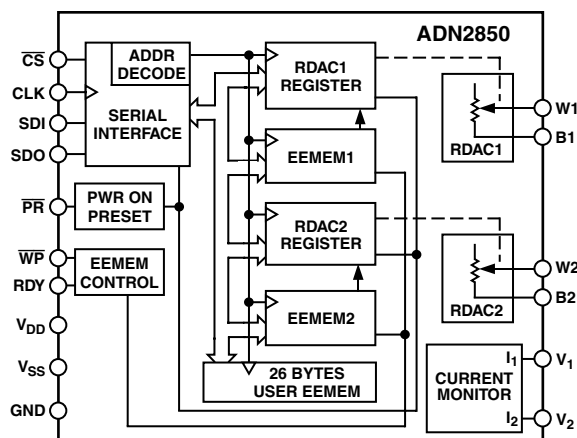 ADN2850
CS
CLK
SDI
SDO
PR
WP
RDY
VDD
VSS
GND
ADDR
DECODE
SERIAL
INTERFACE
PWR ON
PRESET
EEMEM
CONTROL
RDAC1
REGISTER
EEMEM1
RDAC2
REGISTER
EEMEM2
26 BYTES
USER EEMEM
RDAC1
W1
B1
RDAC2
W2
B2
CURRENT
MONITOR
I1
I2
V1
V2